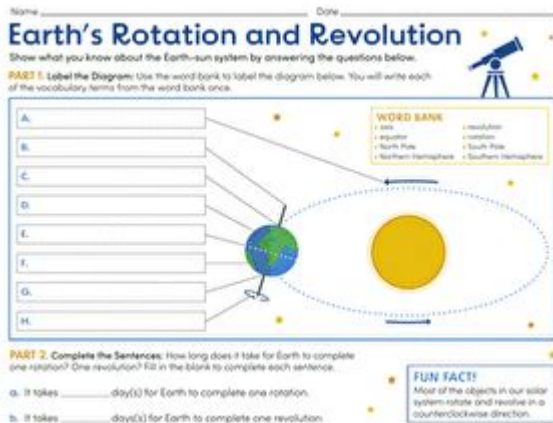 Name Date
Earth's Rotation and Revolution
Show what you know about the Earth-sun system by answering the questions below.
PART 1. Label the Diagram: Use the word bank to label the diagram below. You will write each
of the vocabulary terms from the word bank once.
A.
B.
C.
D.
E.
F.
G.
H.
WORD BANK
axis revolution
equator rotation
North Pole South Pole
Northern Hemisphere Southern Hemisphere
PART 2. Complete the Sentences: How long does it take for Earth to complete
one rotation? One revolution? Fill in the blank to complete each sentence.
a. It takes ________ day(s) for Earth to complete one rotation.
b. It takes ________ days(s) for Earth to complete one revolution.
FUN FACT!
Most of the objects in our solar
system rotate and revolve in a
counterclockwise direction.